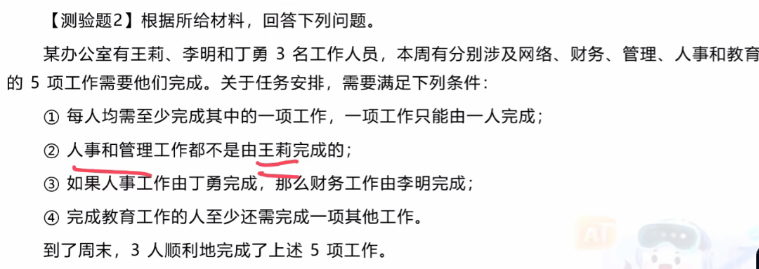 【测验题2】根据所给材料，回答下列问题。
某办公室有王莉、李明和丁勇 3 名工作人员，本周有分别涉及网络、财务、管理、人事和教育
的 5 项工作需要他们完成。关于任务安排，需要满足下列条件：
① 每人均需至少完成其中的一项工作，一项工作只能由一人完成；
② 人事和管理工作都不是由王莉完成的；
③ 如果人事工作由丁勇完成，那么财务工作由李明完成；
④ 完成教育工作的人至少还需完成一项其他工作。
到了周末，3 人顺利地完成了上述 5 项工作。